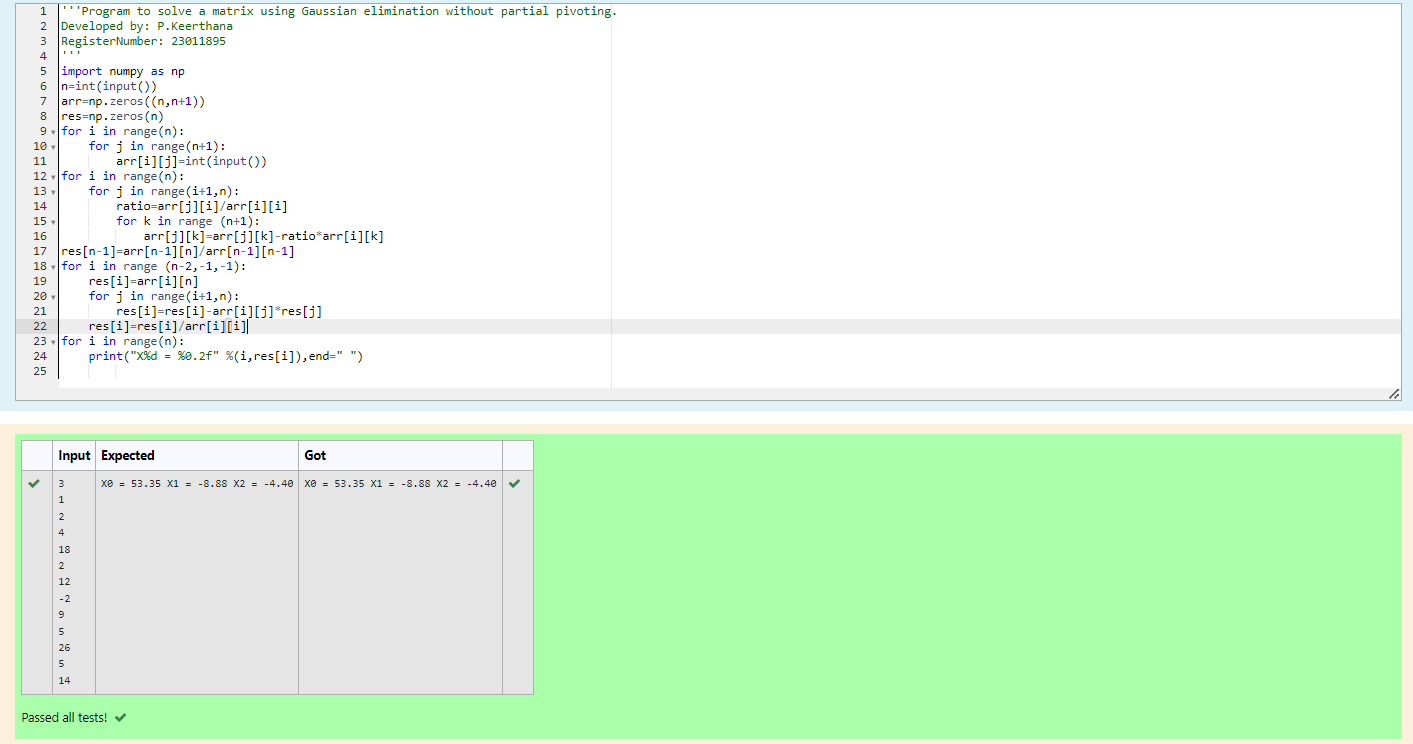 1 '''Program to solve a matrix using Gaussian elimination without partial pivoting.
2 Developed by: P.Keerthana
3 RegisterNumber: 23011895
4 '''
5 import numpy as np
6 n=int(input())
7 arr=np.zeros((n,n+1))
8 res=np.zeros(n)
9 for i in range(n):
10     for j in range(n+1):
11         arr[i][j]=int(input())
12 for i in range(n):
13     for j in range(i+1,n):
14         ratio=arr[j][i]/arr[i][i]
15         for k in range (n+1):
16             arr[j][k]=arr[j][k]-ratio*arr[i][k]
17 res[n-1]=arr[n-1][n]/arr[n-1][n-1]
18 for i in range (n-2,-1,-1):
19     res[i]=arr[i][n]
20     for j in range(i+1,n):
21         res[i]=res[i]-arr[i][j]*res[j]
22     res[i]=res[i]/arr[i][i]
23 for i in range(n):
24     print("X%d = %0.2f" %(i,res[i]),end=" ")
25
Input Expected Got
3 X0 = 53.35 X1 = -8.88 X2 = -4.40 X0 = 53.35 X1 = -8.88 X2 = -4.40
1
2
4
18
2
12
-2
9
5
26
5
14
Passed all tests!